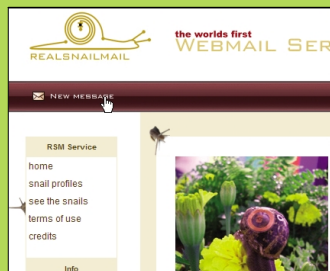 REALSNAILMAIL
the worlds first
WEBMAIL SER
NEW MESSAGE
RSM Service
home
snail profiles
see the snails
terms of use
credits
Info